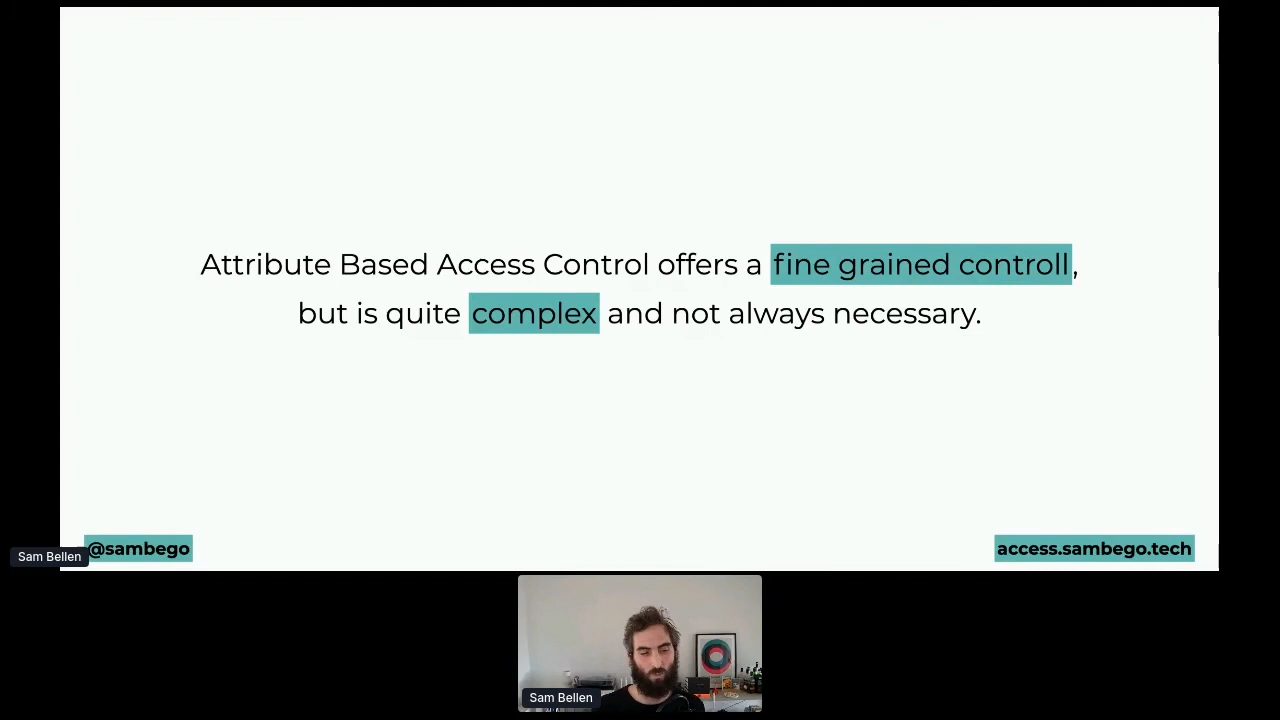 Attribute Based Access Control offers a fine grained controll,
but is quite complex and not always necessary.
@sambego
access.sambego.tech
Sam Bellen
Sam Bellen